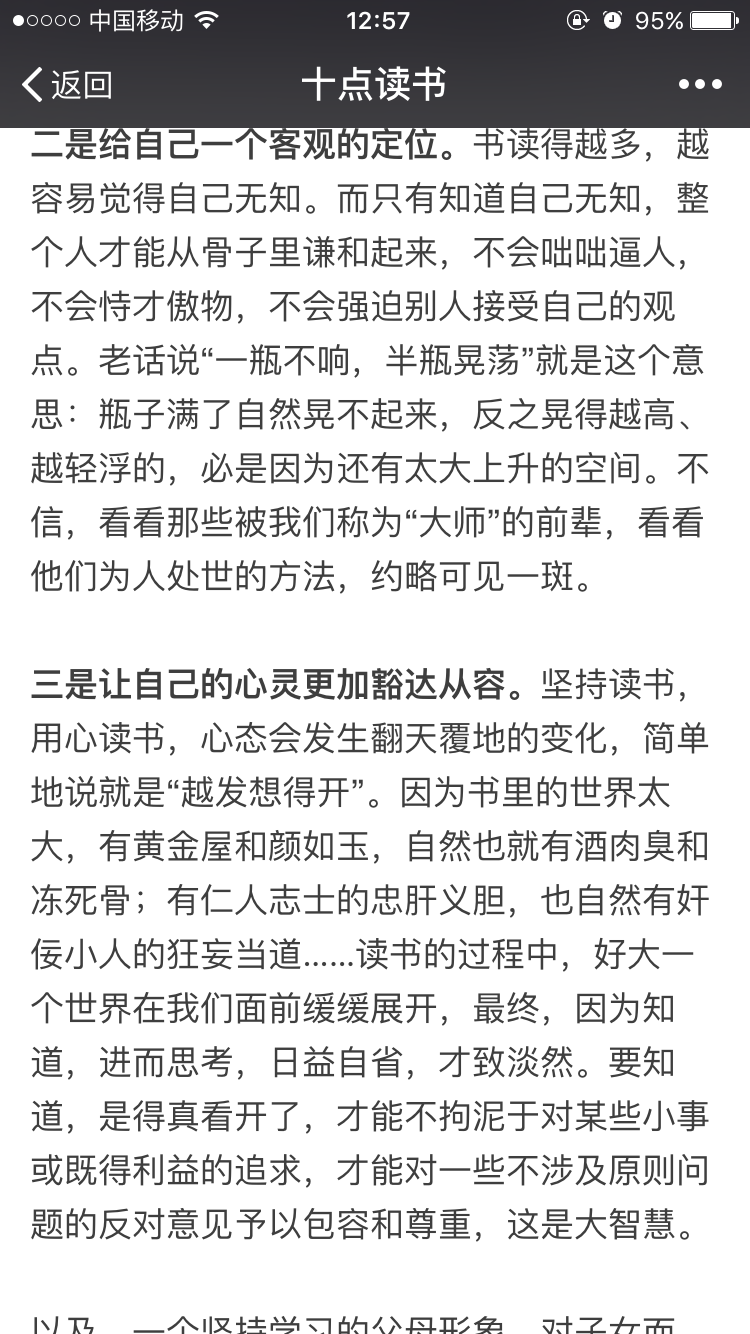 中国移动 12:57 95%
返回 十点读书
二是给自己一个客观的定位。书读得越多，越
容易觉得自己无知。而只有知道自己无知，整
个人才能从骨子里谦和起来，不会咄咄逼人，
不会恃才傲物，不会强迫别人接受自己的观
点。老话说“一瓶不响，半瓶晃荡”就是这个意
思：瓶子满了自然晃不起来，反之晃得越高、
越轻浮的，必是因为还有太大上升的空间。不
信，看看那些被我们称为“大师”的前辈，看看
他们为人处世的方法，约略可见一斑。
三是让自己的心灵更加豁达从容。坚持读书，
用心读书，心态会发生翻天覆地的变化，简单
地说就是“越发想得开”。因为书里的世界太
大，有黄金屋和颜如玉，自然也就有酒肉臭和
冻死骨；有仁人志士的忠肝义胆，也自然有奸
佞小人的狂妄当道……读书的过程中，好大一
个世界在我们面前缓缓展开，最终，因为知
道，进而思考，日益自省，才致淡然。要知
道，是得真看开了，才能不拘泥于对某些小事
或既得利益的追求，才能对一些不涉及原则问
题的反对意见予以包容和尊重，这是大智慧。
以及，一个坚持学习的父母形象，对子女而